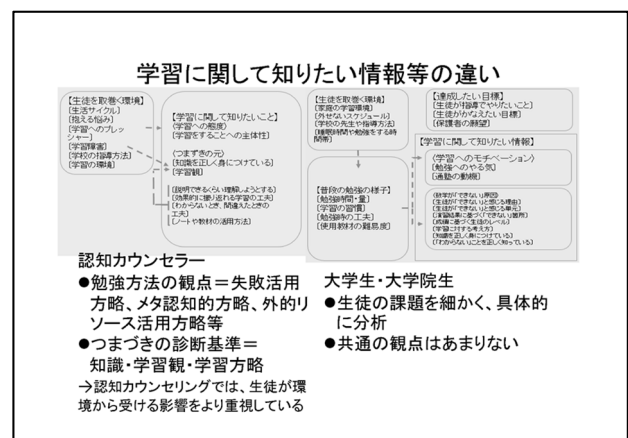 学習に関して知りたい情報等の違い
【生徒を取巻く環境】
〔生活サイクル〕
〔抱える悩み〕
〔学習へのプレッ
シャー〕
〔学習障害〕
〔学校の指導方法〕
〔学習の環境〕
【学習に関して知りたいこと】
〔学習への態度〕
〔学習をすることへの主体性〕
〈つまずきの元〉
〔知識を正しく身につけている〕
〔学習観〕
〔説明できるくらい理解しようとする〕
〔効果的に振り返れる学習の工夫〕
〔わからないとき、間違えたときの
工夫〕
〔ノートや教材の活用方法〕
【生徒を取巻く環境】
〔家庭の学習環境〕
〔外せないスケジュール〕
〔学校の先生や指導方法〕
〔睡眠時間や勉強をする時
間帯〕
【普段の勉強の様子】
〔勉強時間・量〕
〔学習の習慣〕
〔勉強時の工夫〕
〔使用教材の難易度〕
【達成したい目標】
〔生徒が指導でやりたいこと〕
〔生徒がかなえたい目標〕
〔保護者の願望〕
【学習に関して知りたい情報】
〈学習へのモチベーション〉
〔勉強へのやる気〕
〔通塾の動機〕
〔数学が「できない」原因〕
〔生徒が「できない」と感じる理由〕
〔生徒が「できない」と感じる単元〕
〔演習結果に基づく「できない」箇所〕
〔成績に基づく生徒のレベル〕
〔学習に対する考え方〕
〔知識を正しく身につけている〕
〔「わからない」ことを正しく知っている〕
認知カウンセラー
●勉強方法の観点＝失敗活用
方略、メタ認知的方略、外的リ
ソース活用方略等
●つまづきの診断基準＝
知識・学習観・学習方略
→認知カウンセリングでは、生徒が環
境から受ける影響をより重視している
大学生・大学院生
●生徒の課題を細かく、具体的
に分析
●共通の観点はあまりない